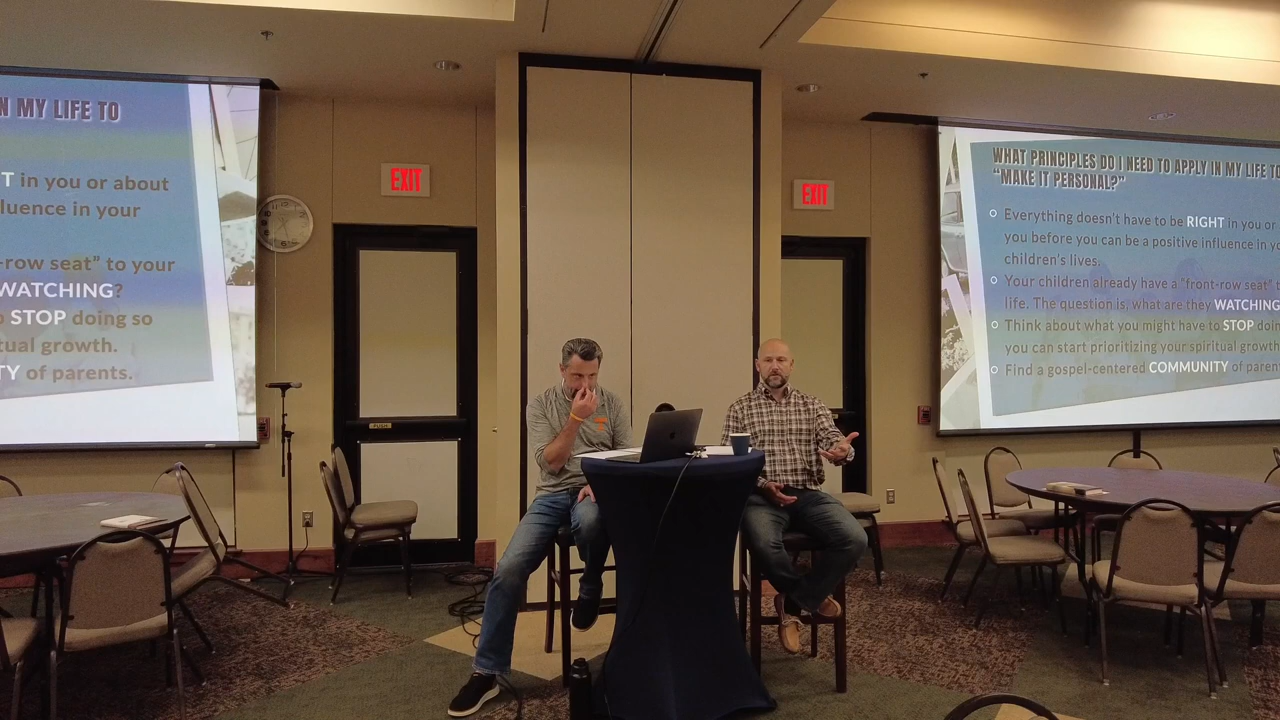 N MY LIFE TO
T in you or about
luence in your
-row seat" to your
WATCHING?
STOP doing so
tual growth.
TY of parents.
EXIT
PUSH
EXIT
WHAT PRINCIPLES DO I NEED TO APPLY IN MY LIFE TO
"MAKE IT PERSONAL?"
Everything doesn't have to be RIGHT in you or
you before you can be a positive influence in yo
children's lives.
Your children already have a "front-row seat" t
life. The question is, what are they WATCHING
Think about what you might have to STOP doin
you can start prioritizing your spiritual growth
Find a gospel-centered COMMUNITY of paren